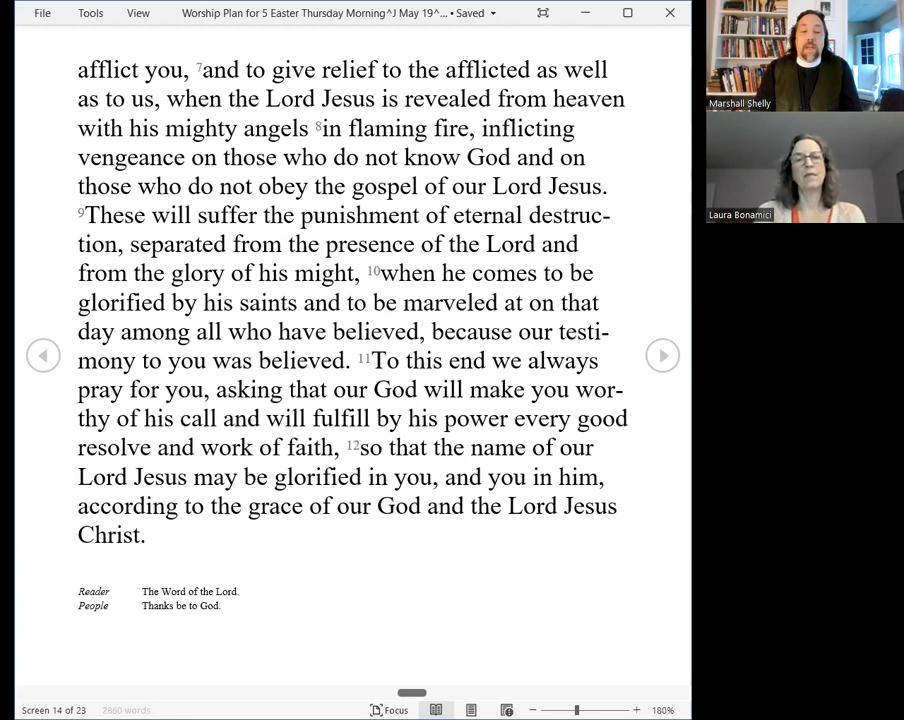 File Tools View Worship Plan for 5 Easter Thursday Morning^J May 19^... • Saved
afflict you, 7and to give relief to the afflicted as well
as to us, when the Lord Jesus is revealed from heaven
with his mighty angels 8in flaming fire, inflicting
vengeance on those who do not know God and on
those who do not obey the gospel of our Lord Jesus.
9These will suffer the punishment of eternal destruc-
tion, separated from the presence of the Lord and
from the glory of his might, 10when he comes to be
glorified by his saints and to be marveled at on that
day among all who have believed, because our testi-
mony to you was believed. 11To this end we always
pray for you, asking that our God will make you wor-
thy of his call and will fulfill by his power every good
resolve and work of faith, 12so that the name of our
Lord Jesus may be glorified in you, and you in him,
according to the grace of our God and the Lord Jesus
Christ.
Reader The Word of the Lord.
People Thanks be to God.
Screen 14 of 23 2860 words Focus 180%
Marshall Shelly
Laura Bonamici